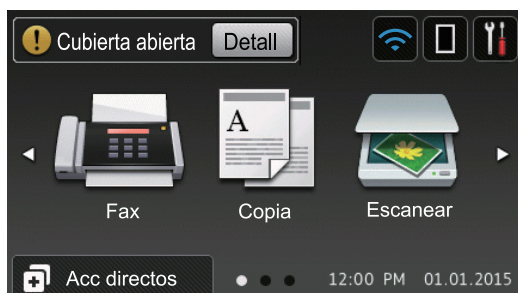 Cubierta abierta Detall
A
Fax Copia Escanear
Acc directos 12:00 PM 01.01.2015